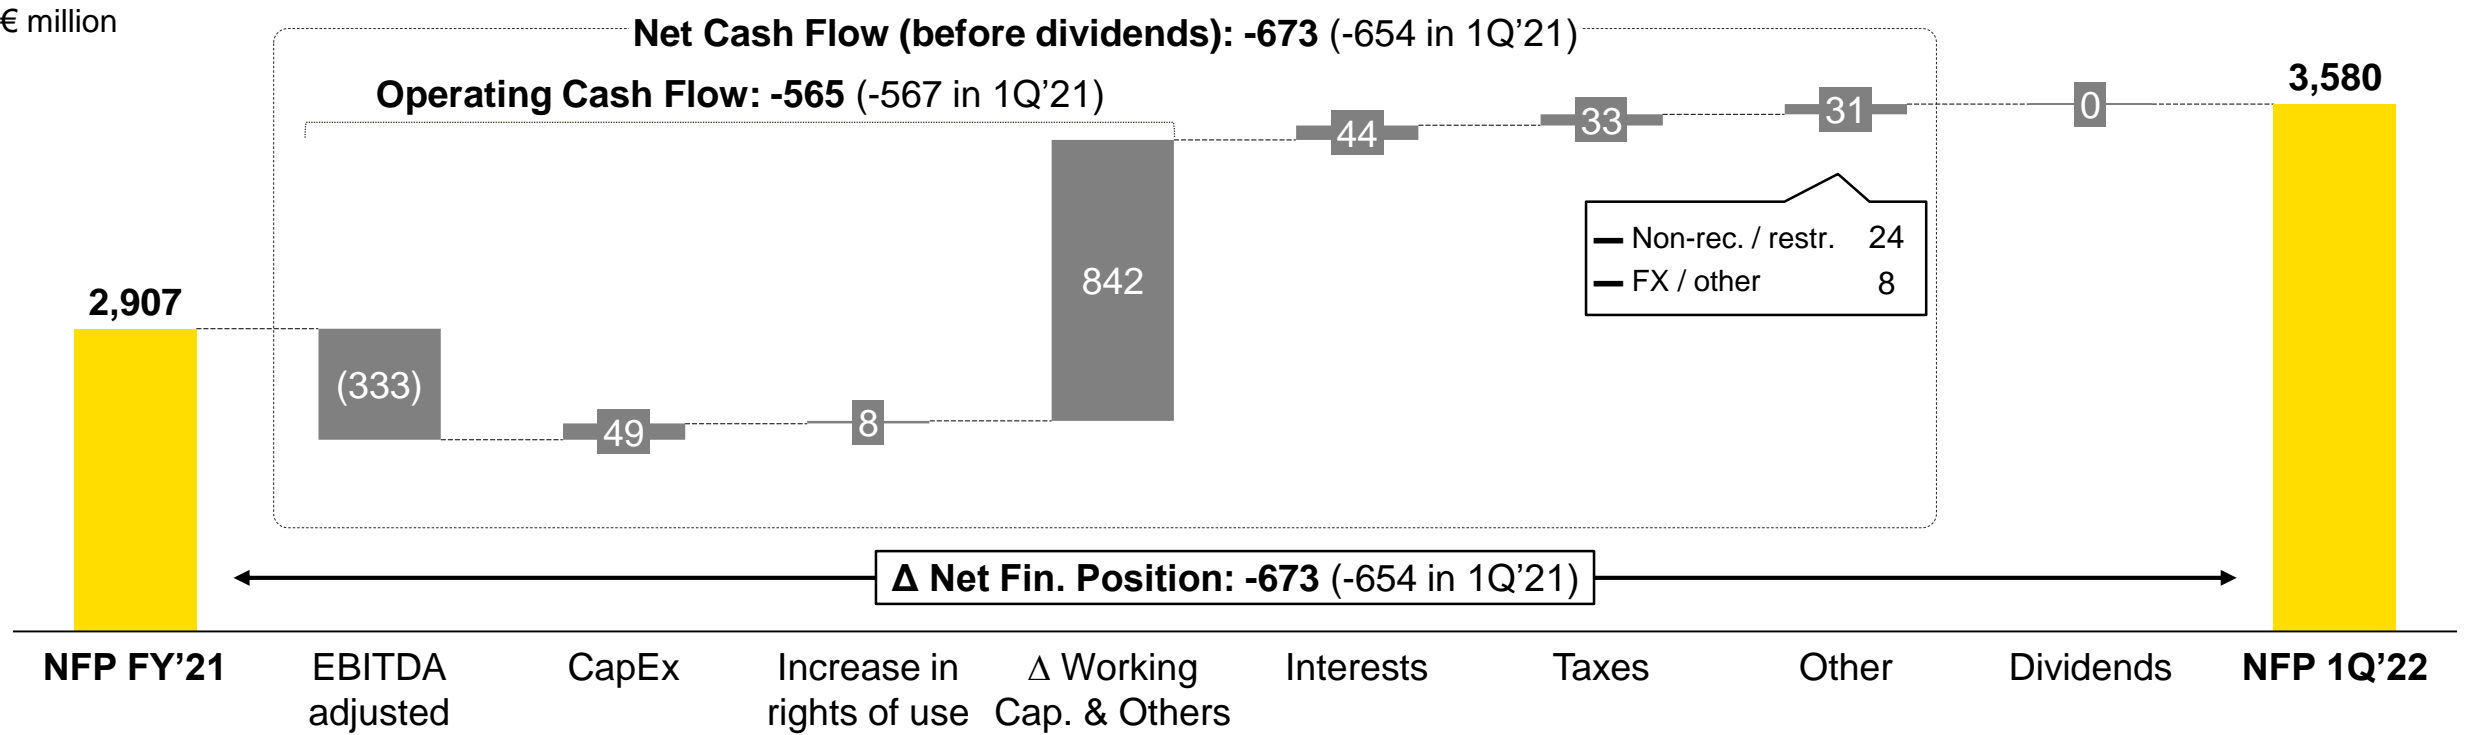 € million
Net Cash Flow (before dividends): -673 (-654 in 1Q’21)
Operating Cash Flow: -565 (-567 in 1Q’21)
2,907
(333)
49
8
842
44
33
31
0
3,580
Non-rec. / restr. 24
FX / other 8
Δ Net Fin. Position: -673 (-654 in 1Q’21)
NFP FY’21
EBITDA
adjusted
CapEx
Increase in
rights of use
Δ Working
Cap. & Others
Interests
Taxes
Other
Dividends
NFP 1Q’22